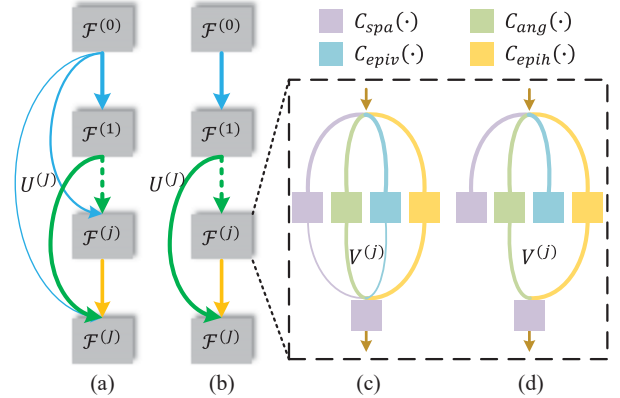 𝓕⁽⁰⁾ 𝓕⁽⁰⁾ C_spa(·) C_ang(·)
C_epiv(·) C_epih(·)
𝓕⁽¹⁾ 𝓕⁽¹⁾
U⁽ᴶ⁾ U⁽ᴶ⁾
𝓕⁽ʲ⁾ 𝓕⁽ʲ⁾
V⁽ʲ⁾ V⁽ʲ⁾
𝓕⁽ᴶ⁾ 𝓕⁽ᴶ⁾
(a) (b) (c) (d)